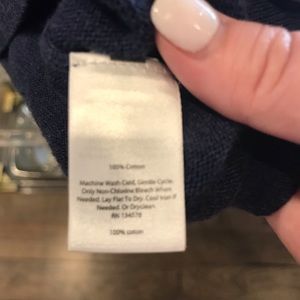 100% Cotton
Machine Wash Cold, Gentle Cycle.
Only Non-Chlorine Bleach When
Needed. Lay Flat To Dry. Cool Iron If
Needed. Or Dryclean.
RN 134578
100% cotton